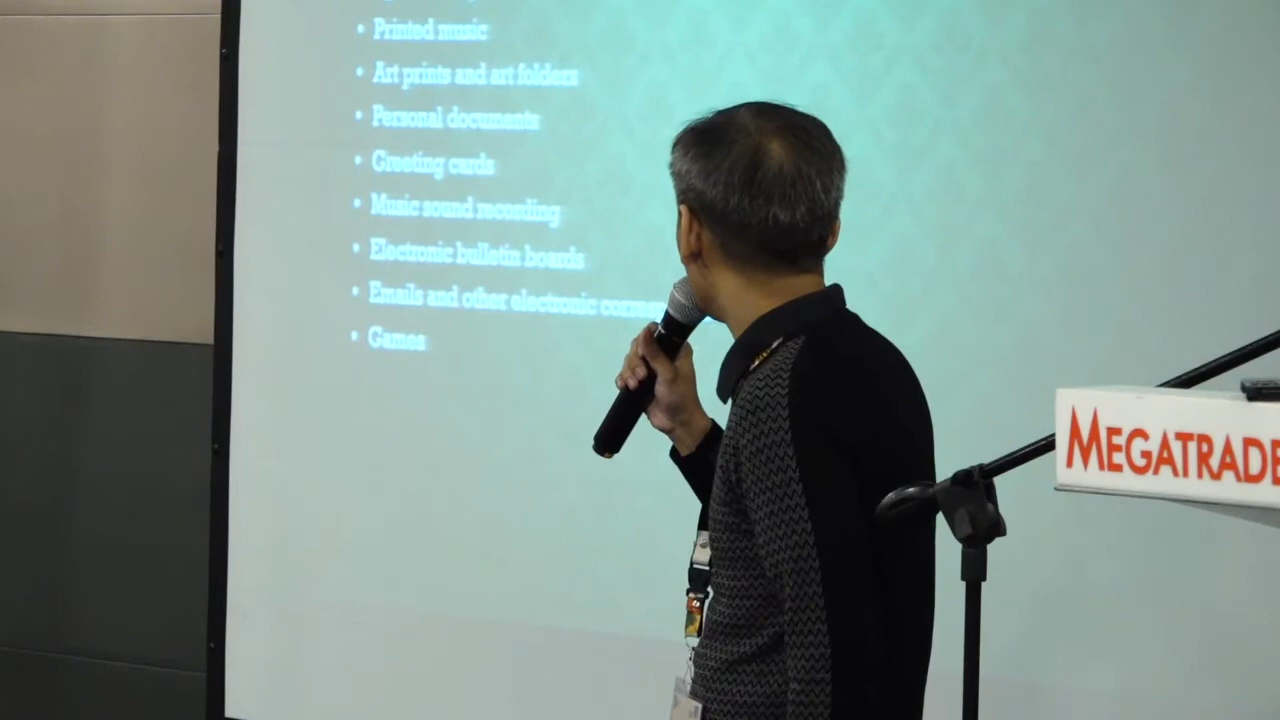 • Printed music
• Art prints and art folders
• Personal documents
• Greeting cards
• Music sound recording
• Electronic bulletin boards
• Emails and other electronic
• Games
MEGATRADE